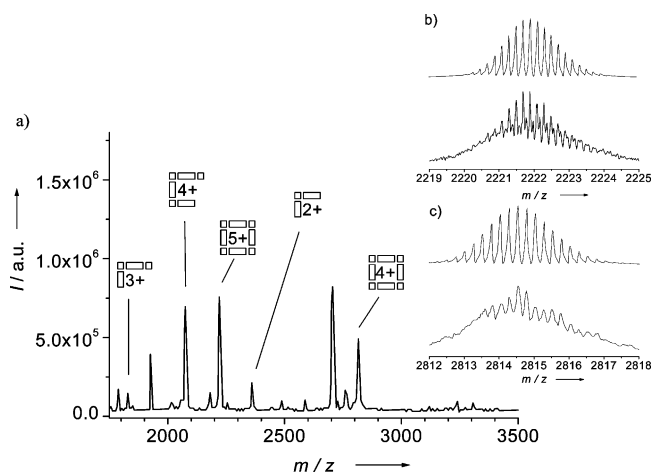 b)
2219 2220 2221 2222 2223 2224 2225
m / z
a)
1.5x10⁶
1.0x10⁶
5.0x10⁵
0.0
I / a.u.
4+
3+
5+
2+
4+
2000 2500 3000 3500
m / z
c)
2812 2813 2814 2815 2816 2817 2818
m / z